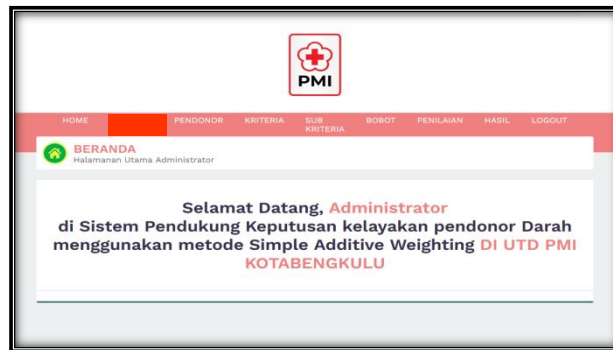 PMI
HOME PENDONOR KRITERIA SUB KRITERIA BOBOT PENILAIAN HASIL LOGOUT
BERANDA
Halamanan Utama Administrator
Selamat Datang, Administrator
di Sistem Pendukung Keputusan kelayakan pendonor Darah
menggunakan metode Simple Additive Weighting DI UTD PMI
KOTABENGKULU